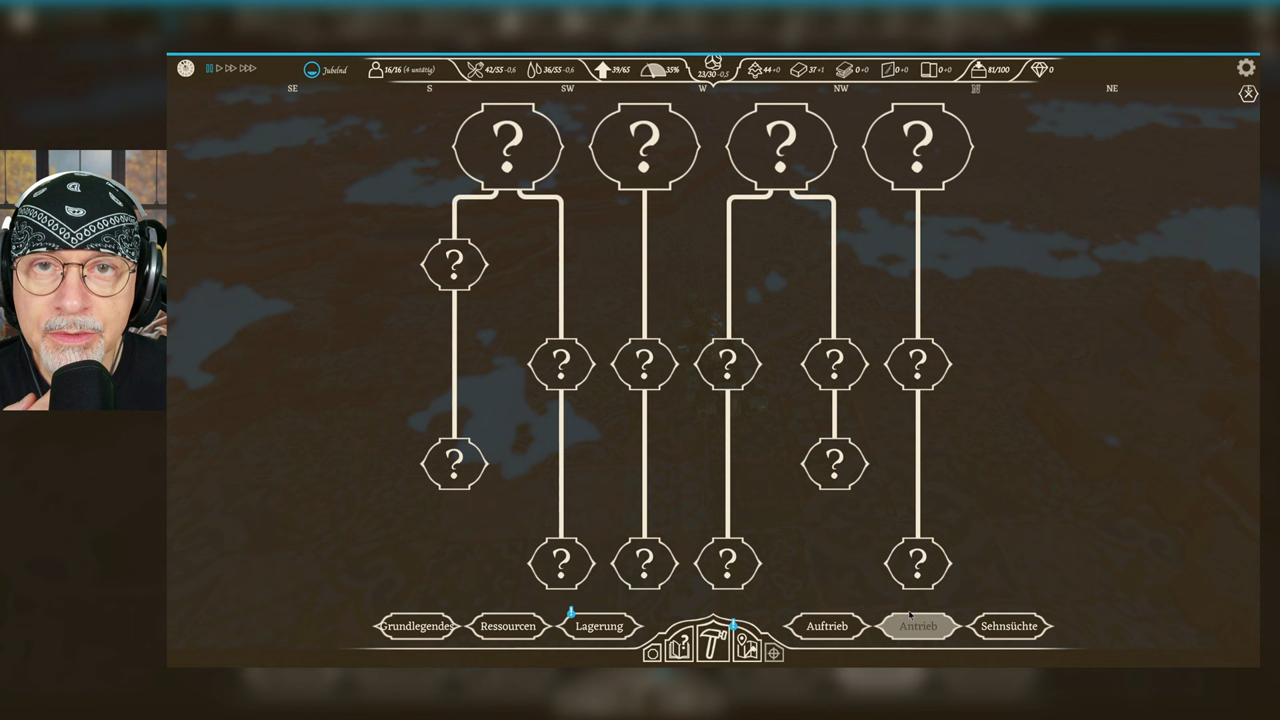 Jubelnd 16/16 (4 untätig) 42/55 -0,6 36/55 -0,6 39/65 35% 23/30 -0,5 44 +0 37 +1 0 +0 0 +0 0 +0 81/100 0
SE S SW W NW N NE
? ? ? ?
?
? ? ? ? ?
? ?
? ? ? ?
Grundlegendes Ressourcen Lagerung Auftrieb Antrieb Sehnsüchte